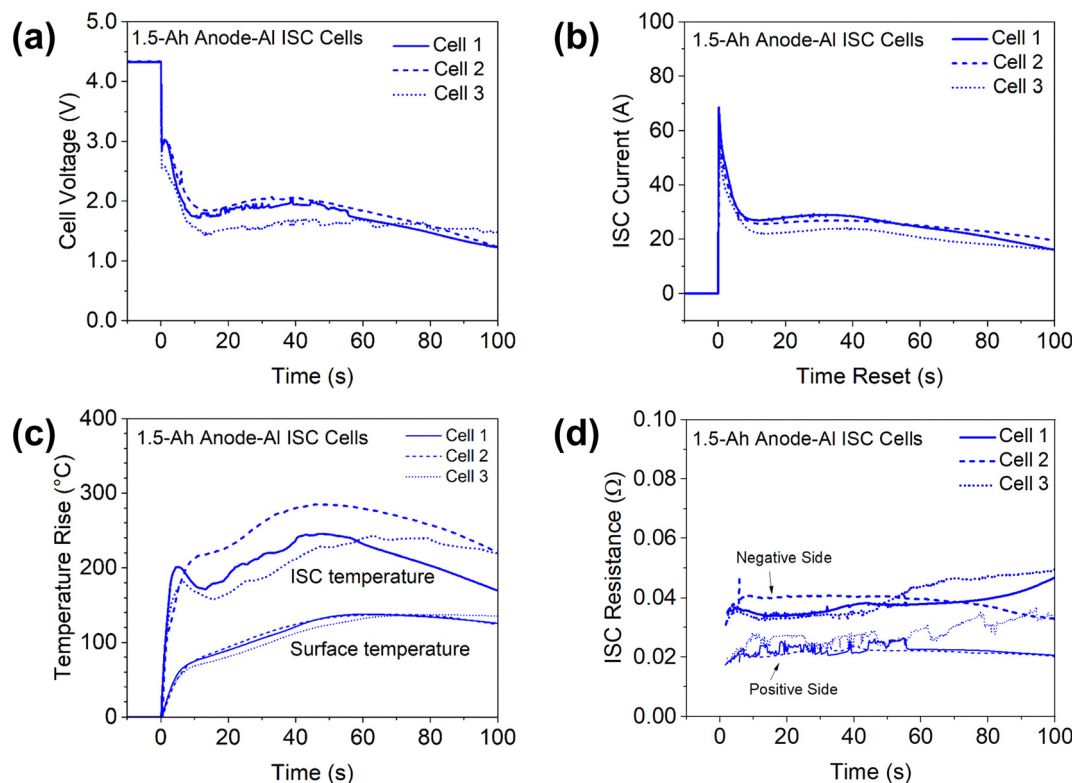 (a)
1.5-Ah Anode-Al ISC Cells
Cell 1
Cell 2
Cell 3
Cell Voltage (V)
5.0
4.0
3.0
2.0
1.0
0.0
0 20 40 60 80 100
Time (s)
(b)
1.5-Ah Anode-Al ISC Cells
Cell 1
Cell 2
Cell 3
ISC Current (A)
100
80
60
40
20
0
0 20 40 60 80 100
Time Reset (s)
(c)
1.5-Ah Anode-Al ISC Cells
Cell 1
Cell 2
Cell 3
Temperature Rise (°C)
400
300
200
100
0
ISC temperature
Surface temperature
0 20 40 60 80 100
Time (s)
(d)
1.5-Ah Anode-Al ISC Cells
Cell 1
Cell 2
Cell 3
ISC Resistance (Ω)
0.10
0.08
0.06
0.04
0.02
0.00
Negative Side
Positive Side
0 20 40 60 80 100
Time (s)